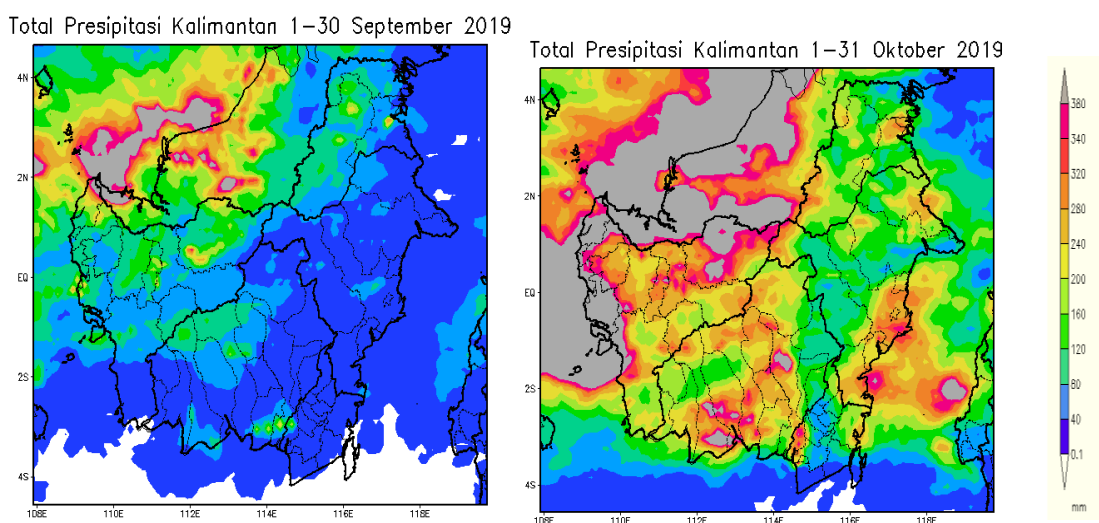 Total Presipitasi Kalimantan 1–30 September 2019
4N
2N
EQ
2S
4S
108E 110E 112E 114E 116E 118E
Total Presipitasi Kalimantan 1–31 Oktober 2019
4N
2N
EQ
2S
4S
108E 110E 112E 114E 116E 118E
380
340
320
280
240
200
160
120
80
40
0.1
mm